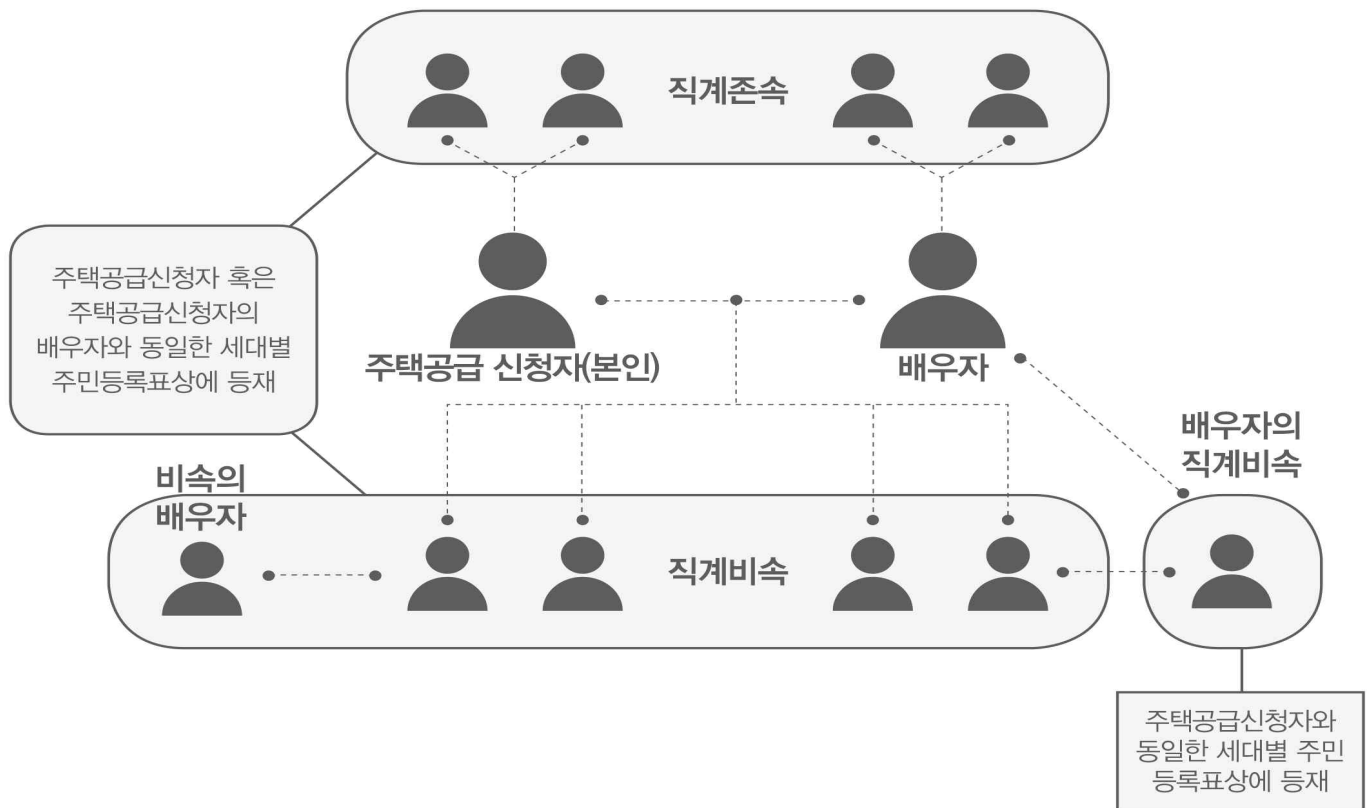 직계존속
주택공급신청자 혹은
주택공급신청자의
배우자와 동일한 세대별
주민등록표상에 등재
주택공급 신청자(본인)
배우자
배우자의
직계비속
비속의
배우자
직계비속
주택공급신청자와
동일한 세대별 주민
등록표상에 등재